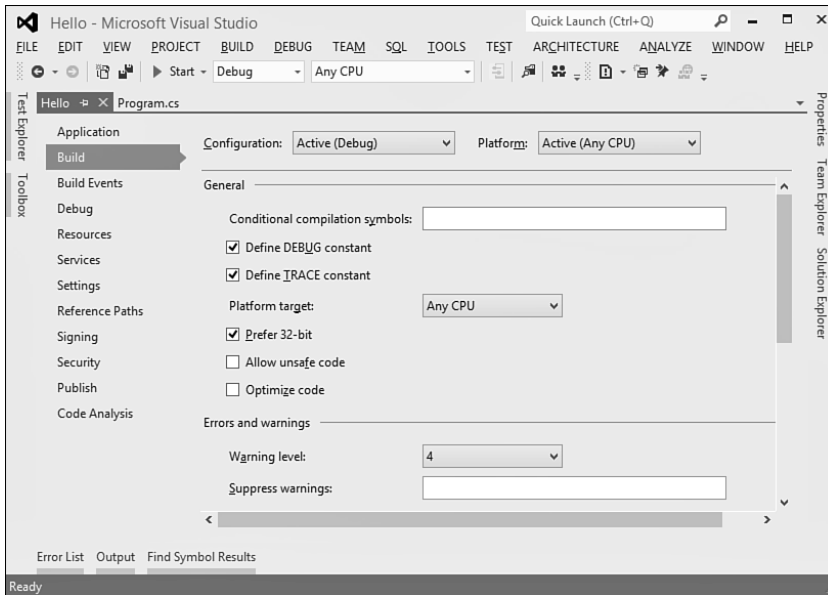 Hello - Microsoft Visual Studio
Quick Launch (Ctrl+Q)
FILE EDIT VIEW PROJECT BUILD DEBUG TEAM SQL TOOLS TEST ARCHITECTURE ANALYZE WINDOW HELP
Start Debug Any CPU
Hello Program.cs
Test Explorer
Toolbox
Application
Build
Build Events
Debug
Resources
Services
Settings
Reference Paths
Signing
Security
Publish
Code Analysis
Configuration: Active (Debug) Platform: Active (Any CPU)
General
Conditional compilation symbols:
Define DEBUG constant
Define TRACE constant
Platform target: Any CPU
Prefer 32-bit
Allow unsafe code
Optimize code
Errors and warnings
Warning level: 4
Suppress warnings:
Properties
Team Explorer
Solution Explorer
Error List Output Find Symbol Results
Ready